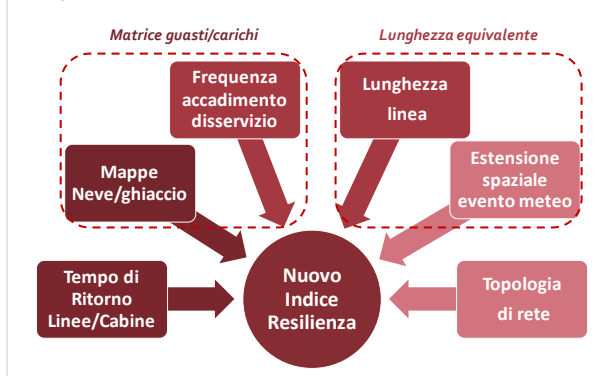 Matrice guasti/carichi
Lunghezza equivalente
Frequenza
accadimento
disservizio
Lunghezza
linea
Mappe
Neve/ghiaccio
Estensione
spaziale
evento meteo
Tempo di
Ritorno
Linee/Cabine
Nuovo
Indice
Resilienza
Topologia
di rete